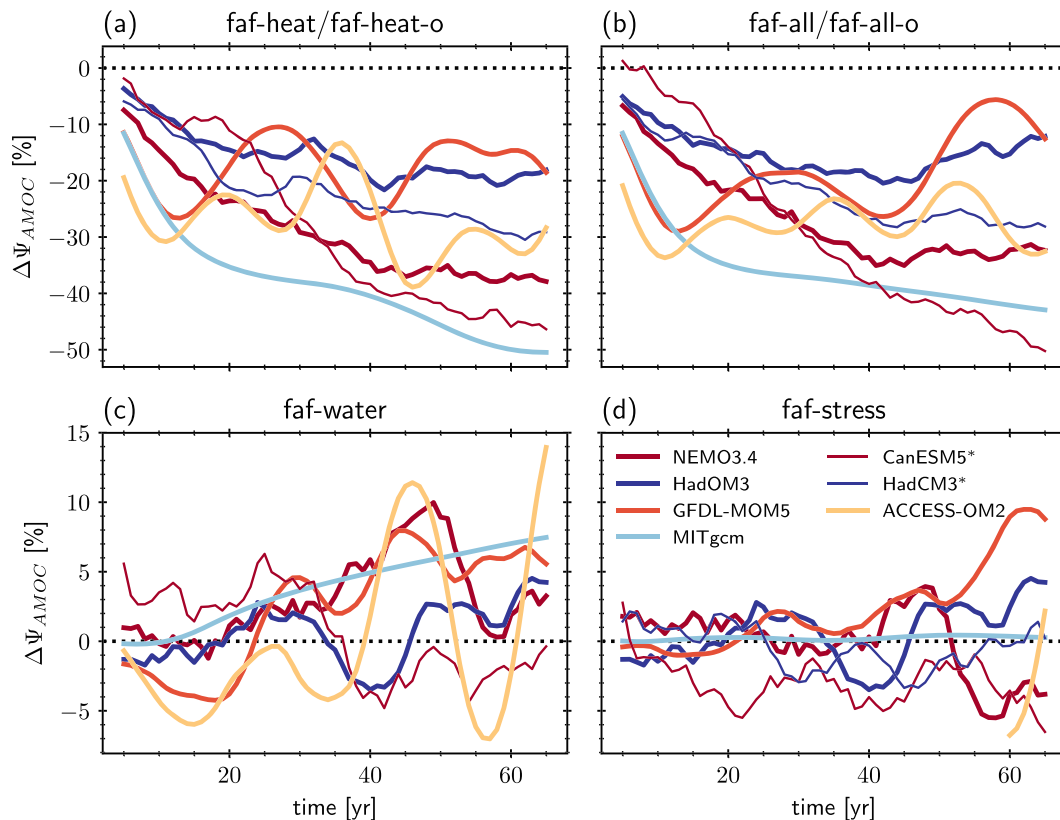 (a) faf-heat/faf-heat-o
(b) faf-all/faf-all-o
0
−10
−20
−30
−40
−50
ΔΨ_AMOC [%]
(c) faf-water
(d) faf-stress
15
10
5
0
−5
ΔΨ_AMOC [%]
NEMO3.4
HadOM3
GFDL-MOM5
MITgcm
CanESM5*
HadCM3*
ACCESS-OM2
20 40 60
time [yr]
20 40 60
time [yr]